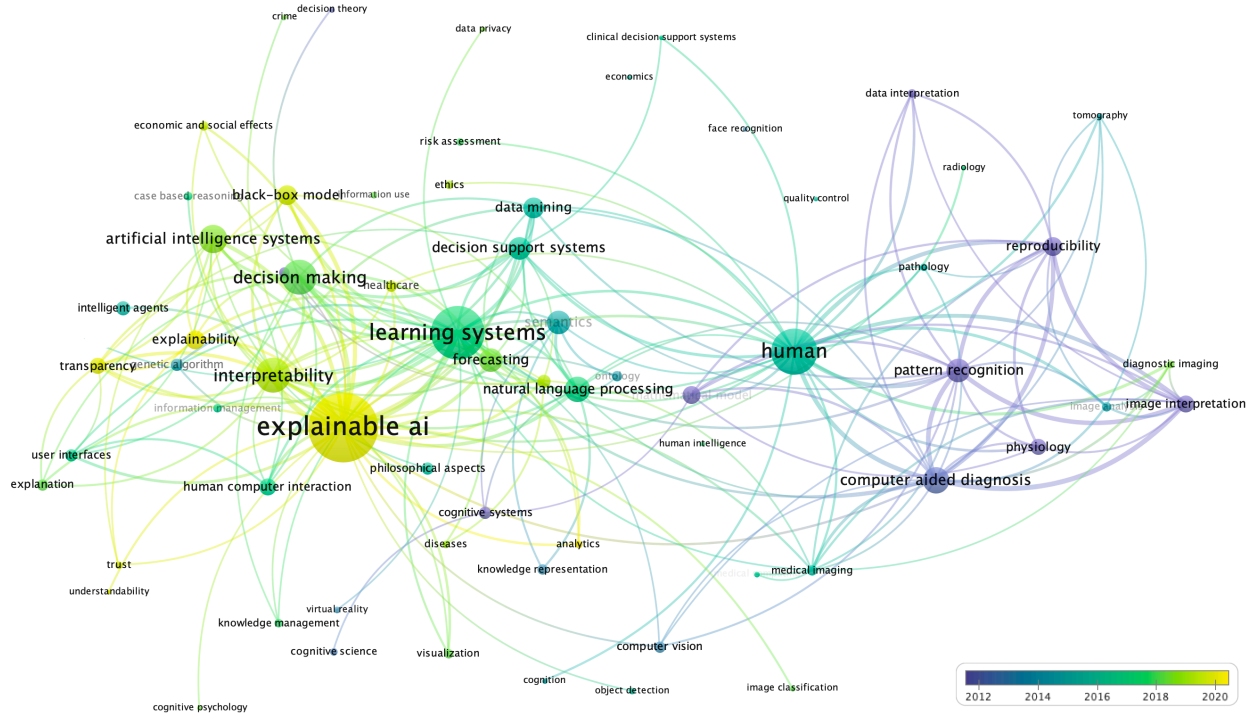 crime
decision theory
data privacy
clinical decision support systems
economics
data interpretation
tomography
economic and social effects
face recognition
risk assessment
radiology
ethics
case based reasoning
black-box model
information use
quality control
data mining
artificial intelligence systems
decision support systems
reproducibility
pathology
decision making
healthcare
intelligent agents
semantics
learning systems
explainability
human
forecasting
transparency
genetic algorithm
diagnostic imaging
interpretability
ontology
pattern recognition
natural language processing
mathematical model
information management
image analysis
image interpretation
explainable ai
human intelligence
physiology
user interfaces
philosophical aspects
explanation
human computer interaction
computer aided diagnosis
cognitive systems
diseases
analytics
trust
knowledge representation
medical
medical imaging
understandability
virtual reality
knowledge management
cognitive science
visualization
computer vision
cognition
object detection
image classification
cognitive psychology
2012 2014 2016 2018 2020